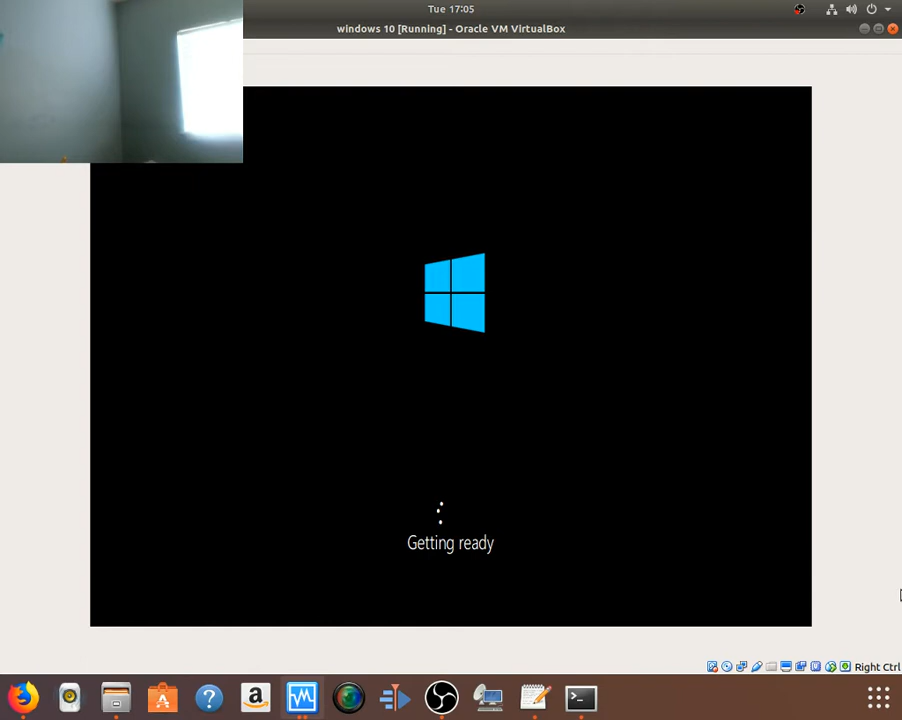 Tue 17:05
windows 10 [Running] - Oracle VM VirtualBox
Getting ready
Right Ctrl